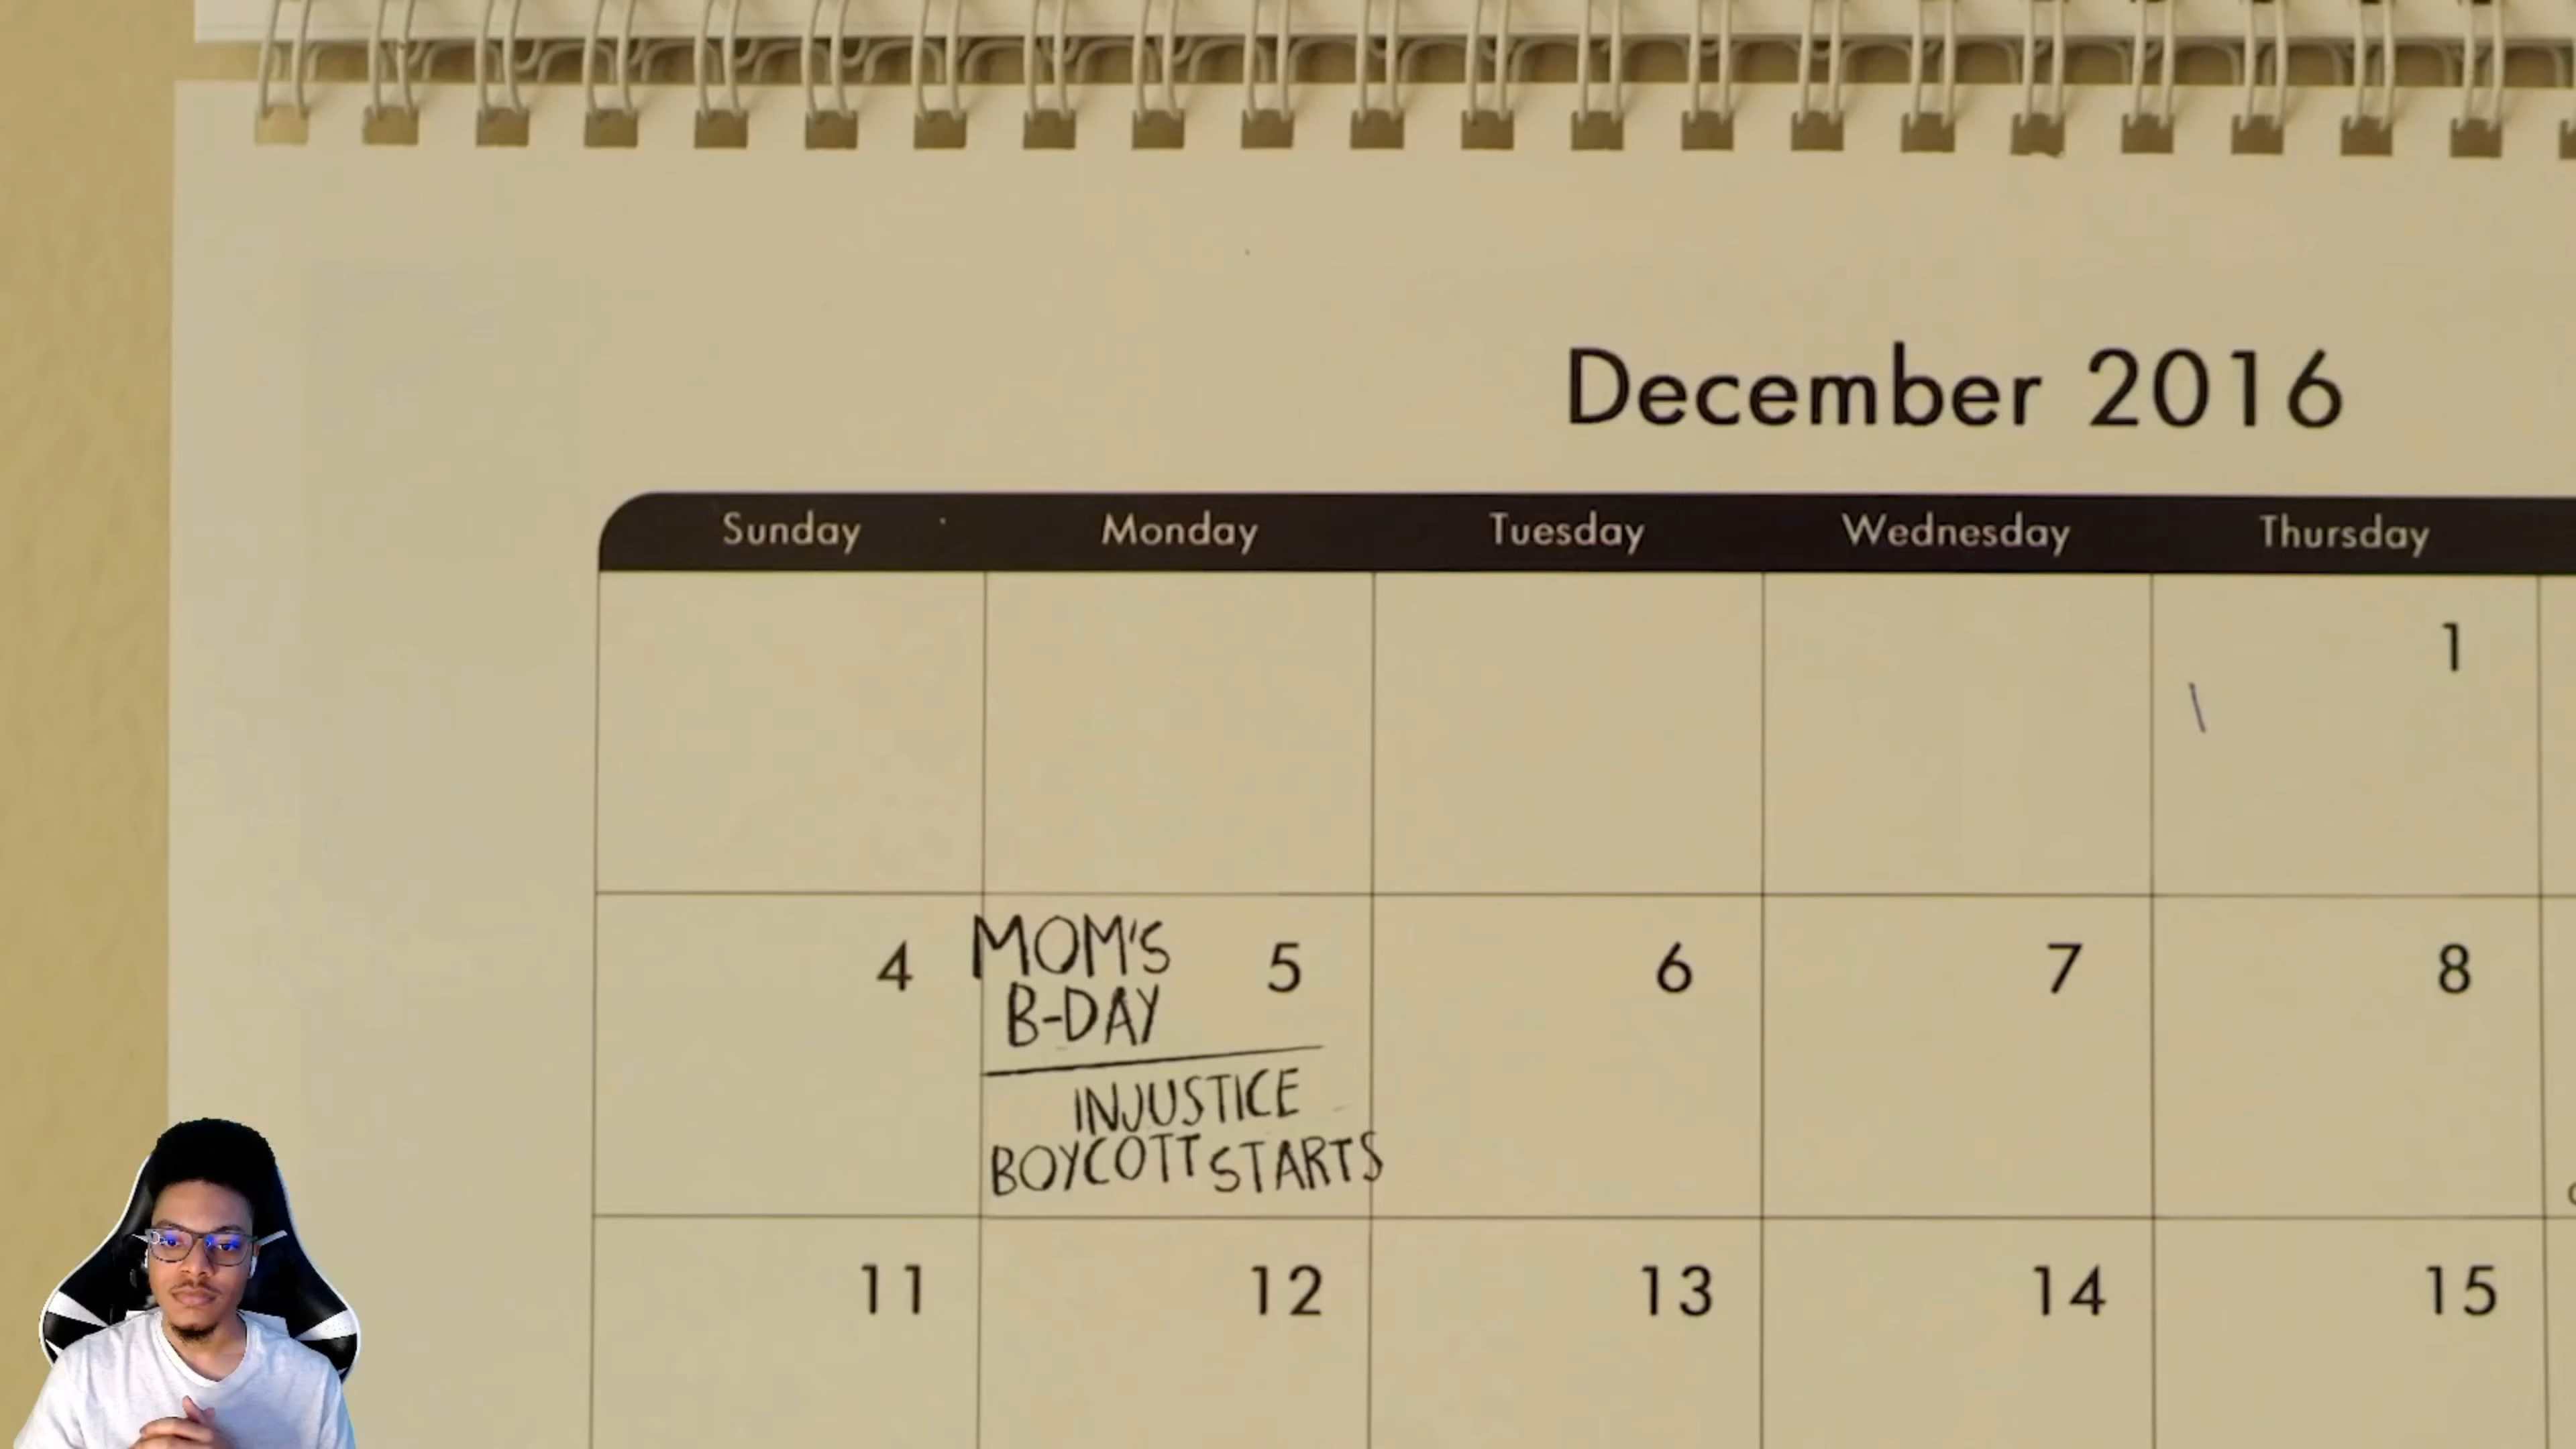 December 2016
Sunday Monday Tuesday Wednesday Thursday
1
4 MOM'S 5 6 7 8
B-DAY
INJUSTICE
BOYCOTT STARTS
11 12 13 14 15